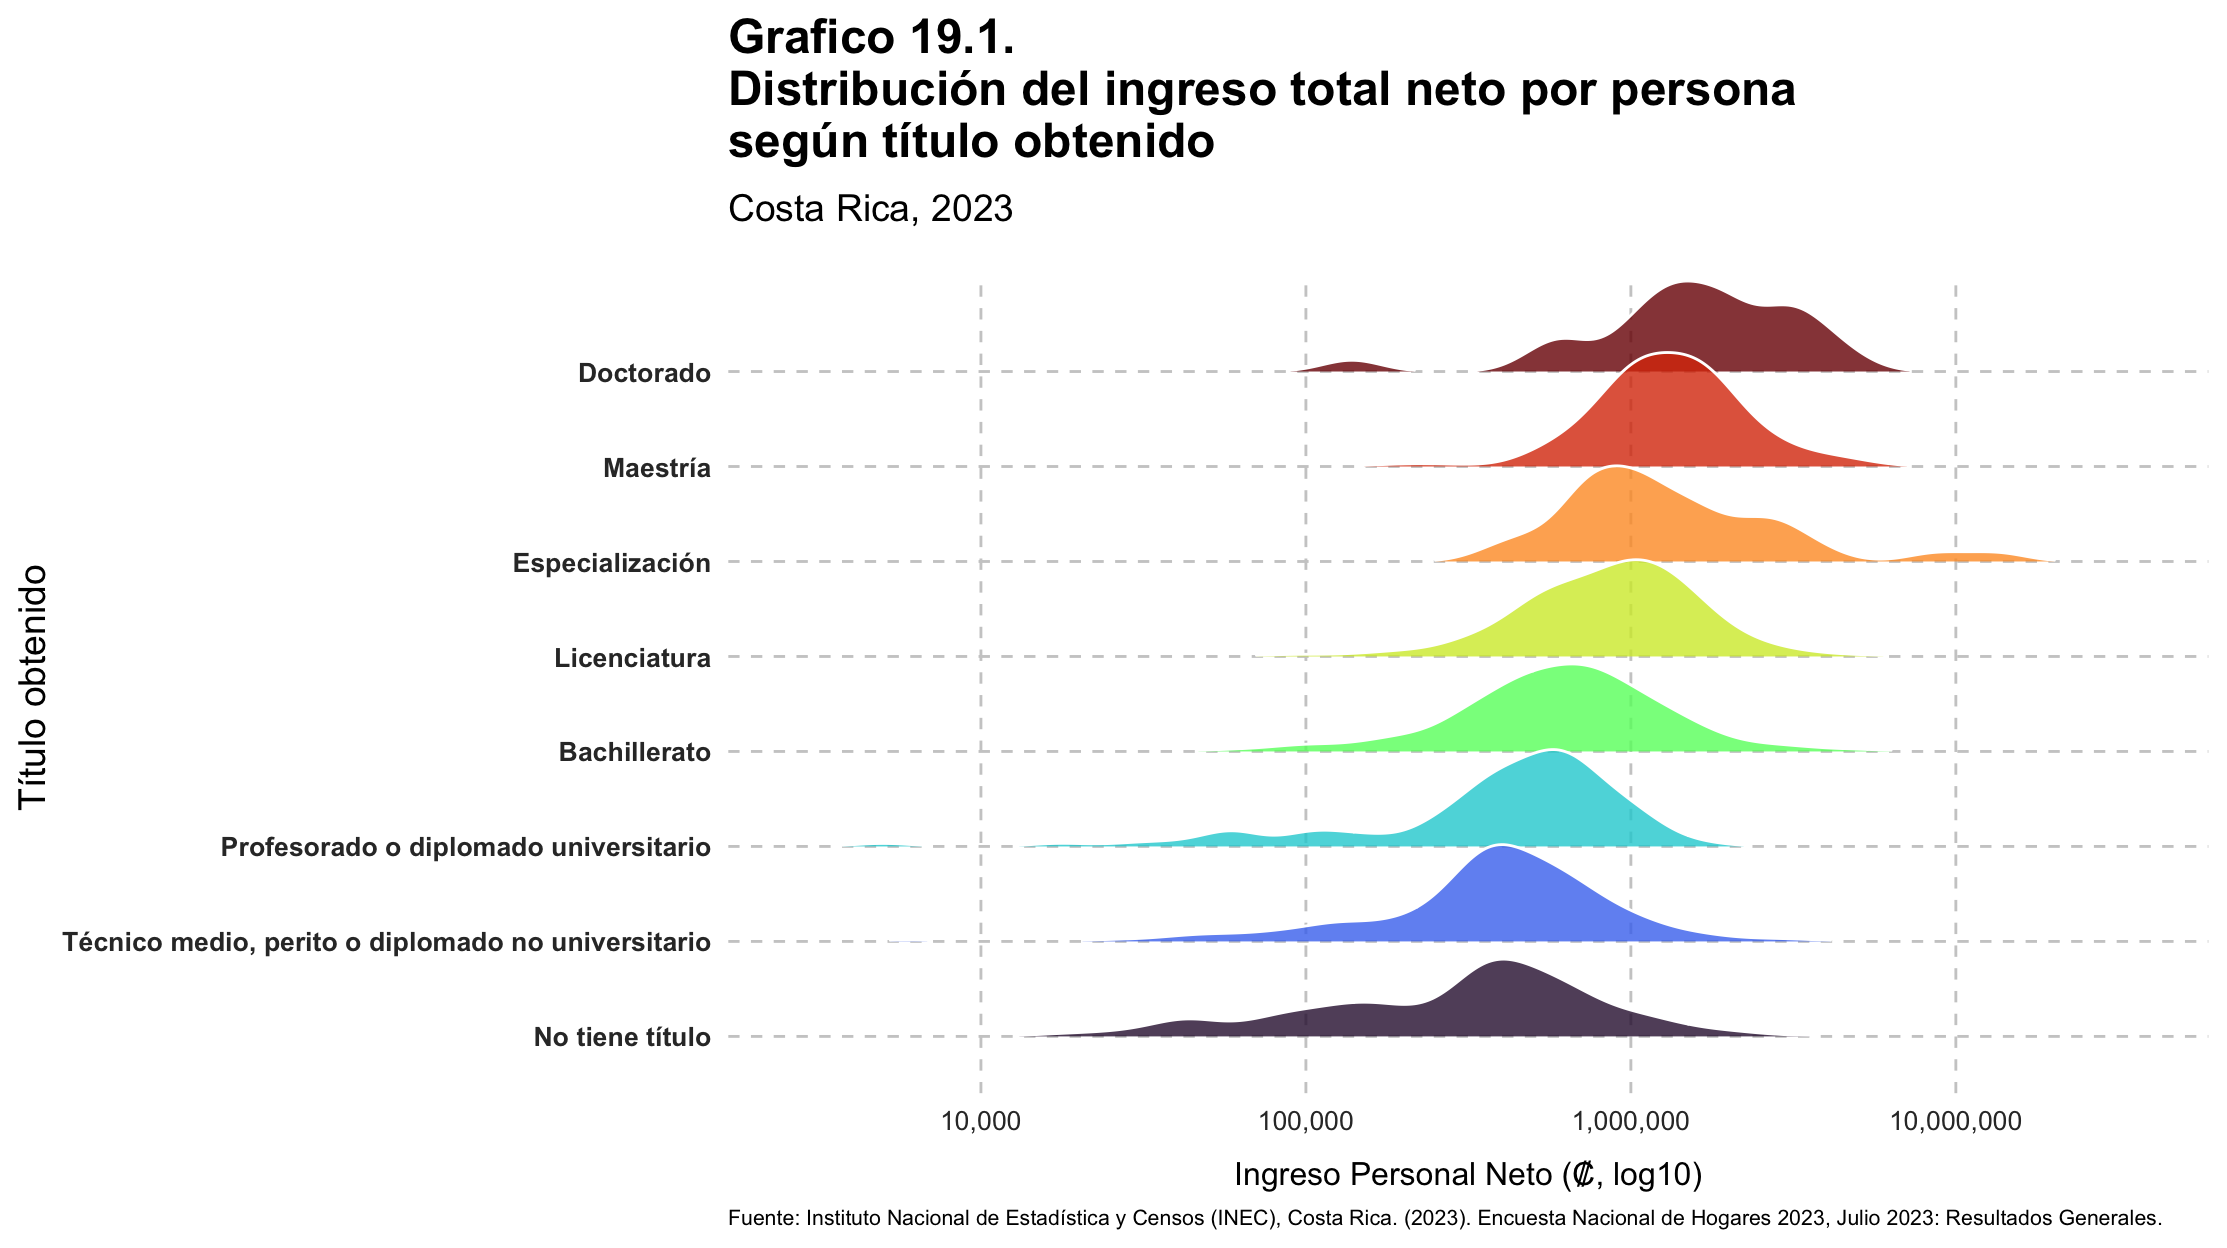 Grafico 19.1.
Distribución del ingreso total neto por persona
según título obtenido
Costa Rica, 2023
Título obtenido
Doctorado
Maestría
Especialización
Licenciatura
Bachillerato
Profesorado o diplomado universitario
Técnico medio, perito o diplomado no universitario
No tiene título
10,000
100,000
1,000,000
10,000,000
Ingreso Personal Neto (₡, log10)
Fuente: Instituto Nacional de Estadística y Censos (INEC), Costa Rica. (2023). Encuesta Nacional de Hogares 2023, Julio 2023: Resultados Generales.